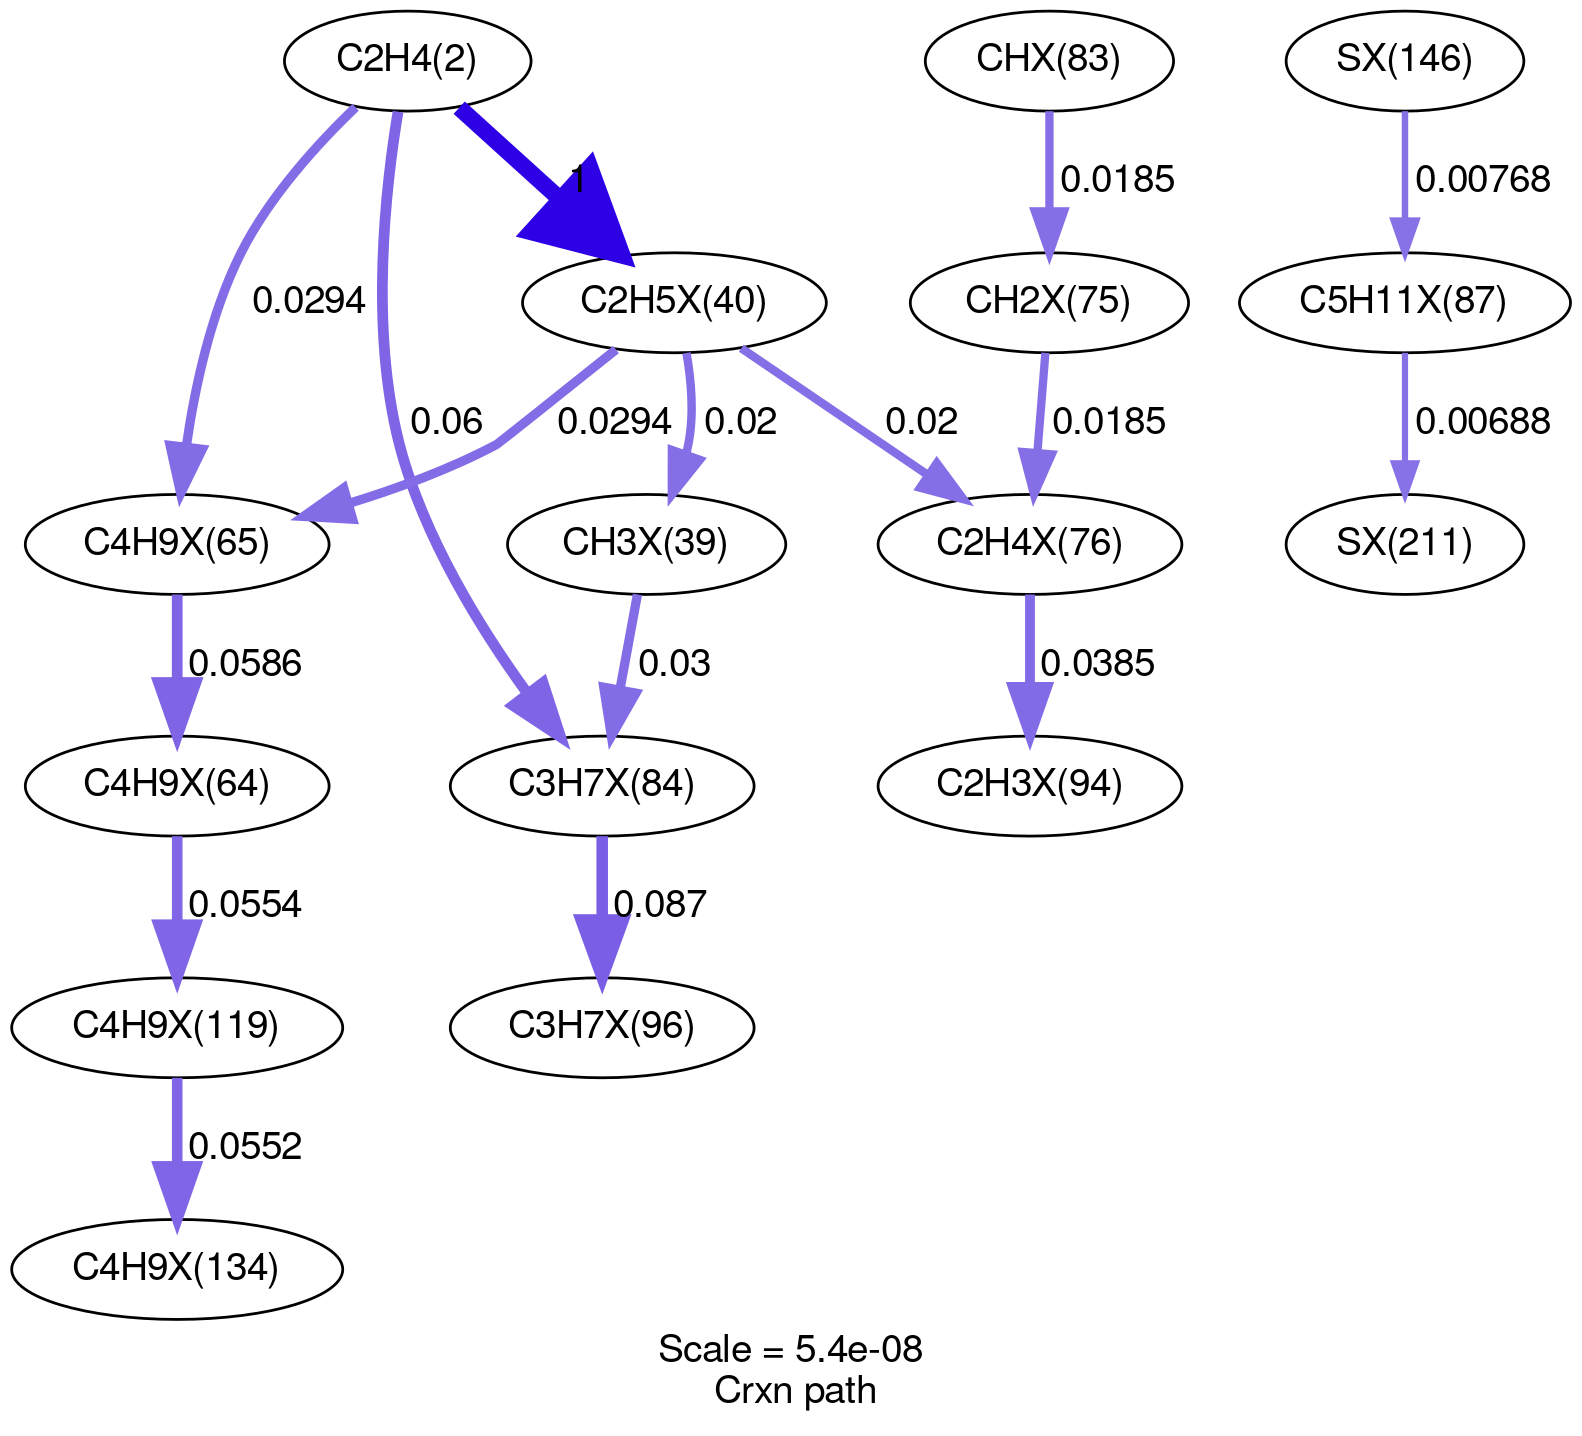 C2H4(2)
CHX(83)
SX(146)
1
0.0185
0.00768
0.0294
C2H5X(40)
CH2X(75)
C5H11X(87)
0.06
0.0294
0.02
0.02
0.0185
0.00688
C4H9X(65)
CH3X(39)
C2H4X(76)
SX(211)
0.0586
0.03
0.0385
C4H9X(64)
C3H7X(84)
C2H3X(94)
0.0554
0.087
C4H9X(119)
C3H7X(96)
0.0552
C4H9X(134)
Scale = 5.4e-08
Crxn path